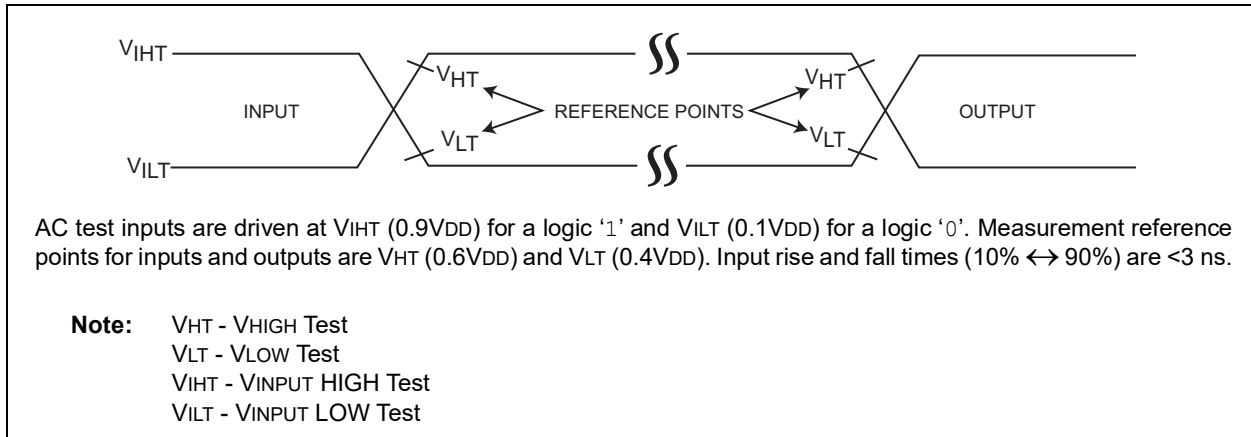 VIHT
VHT
VHT
INPUT
REFERENCE POINTS
OUTPUT
VLT
VLT
VILT
AC test inputs are driven at VIHT (0.9VDD) for a logic ‘1’ and VILT (0.1VDD) for a logic ‘0’. Measurement reference
points for inputs and outputs are VHT (0.6VDD) and VLT (0.4VDD). Input rise and fall times (10% ↔ 90%) are <3 ns.
Note: VHT - VHIGH Test
VLT - VLOW Test
VIHT - VINPUT HIGH Test
VILT - VINPUT LOW Test